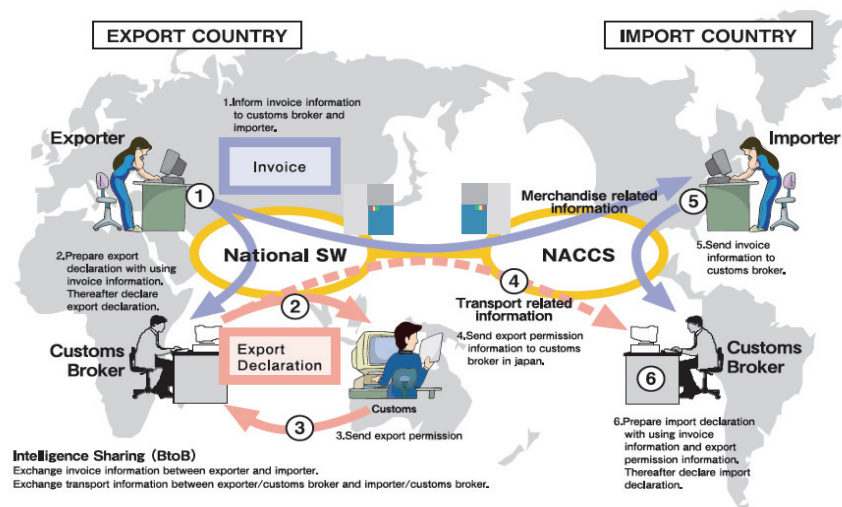 EXPORT COUNTRY
IMPORT COUNTRY
1.Inform invoice information
to customs broker and
importer.
Exporter
Importer
Invoice
1
Merchandise related
information
5
National SW
NACCS
5.Send invoice
information to
customs broker.
2.Prepare export
declaration with using
invoice information.
Thereafter declare
export declaration.
4
2
Transport related
information
4.Send export permission
information to customs
broker in japan.
Customs
Broker
Export
Declaration
Customs
Broker
6
Customs
3
3.Send export permission
6.Prepare import declaration
with using invoice
information and export
permission information.
Thereafter declare import
declaration.
Intelligence Sharing (BtoB)
Exchange invoice information between exporter and importer.
Exchange transport information between exporter/customs broker and importer/customs broker.